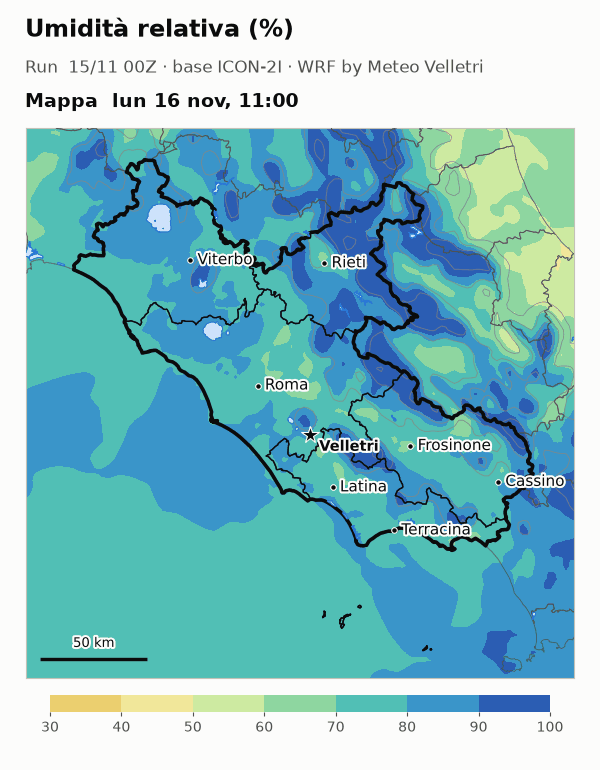 Umidità relativa (%)
Run 15/11 00Z · base ICON-2I · WRF by Meteo Velletri
Mappa lun 16 nov, 11:00
Viterbo
Rieti
Roma
Velletri
Frosinone
Latina
Cassino
Terracina
50 km
30 40 50 60 70 80 90 100